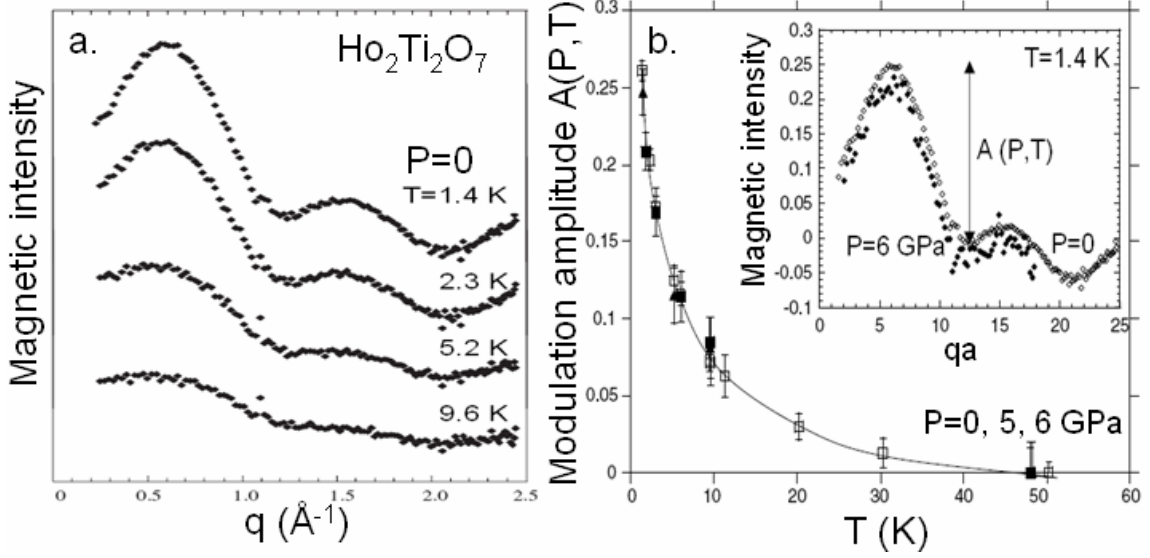 a.
Ho2Ti2O7
P=0
T=1.4 K
2.3 K
5.2 K
9.6 K
Magnetic intensity
0 0.5 1.0 1.5 2.0 2.5
q (Å-1)
b.
Modulation amplitude A(P,T)
0.3
0.25
0.2
0.15
0.1
0.05
0
0 10 20 30 40 50 60
T (K)
P=0, 5, 6 GPa
Magnetic intensity
0.3
0.25
0.2
0.15
0.1
0.05
0
-0.05
-0.1
T=1.4 K
A (P,T)
P=6 GPa
P=0
0 5 10 15 20 25
qa